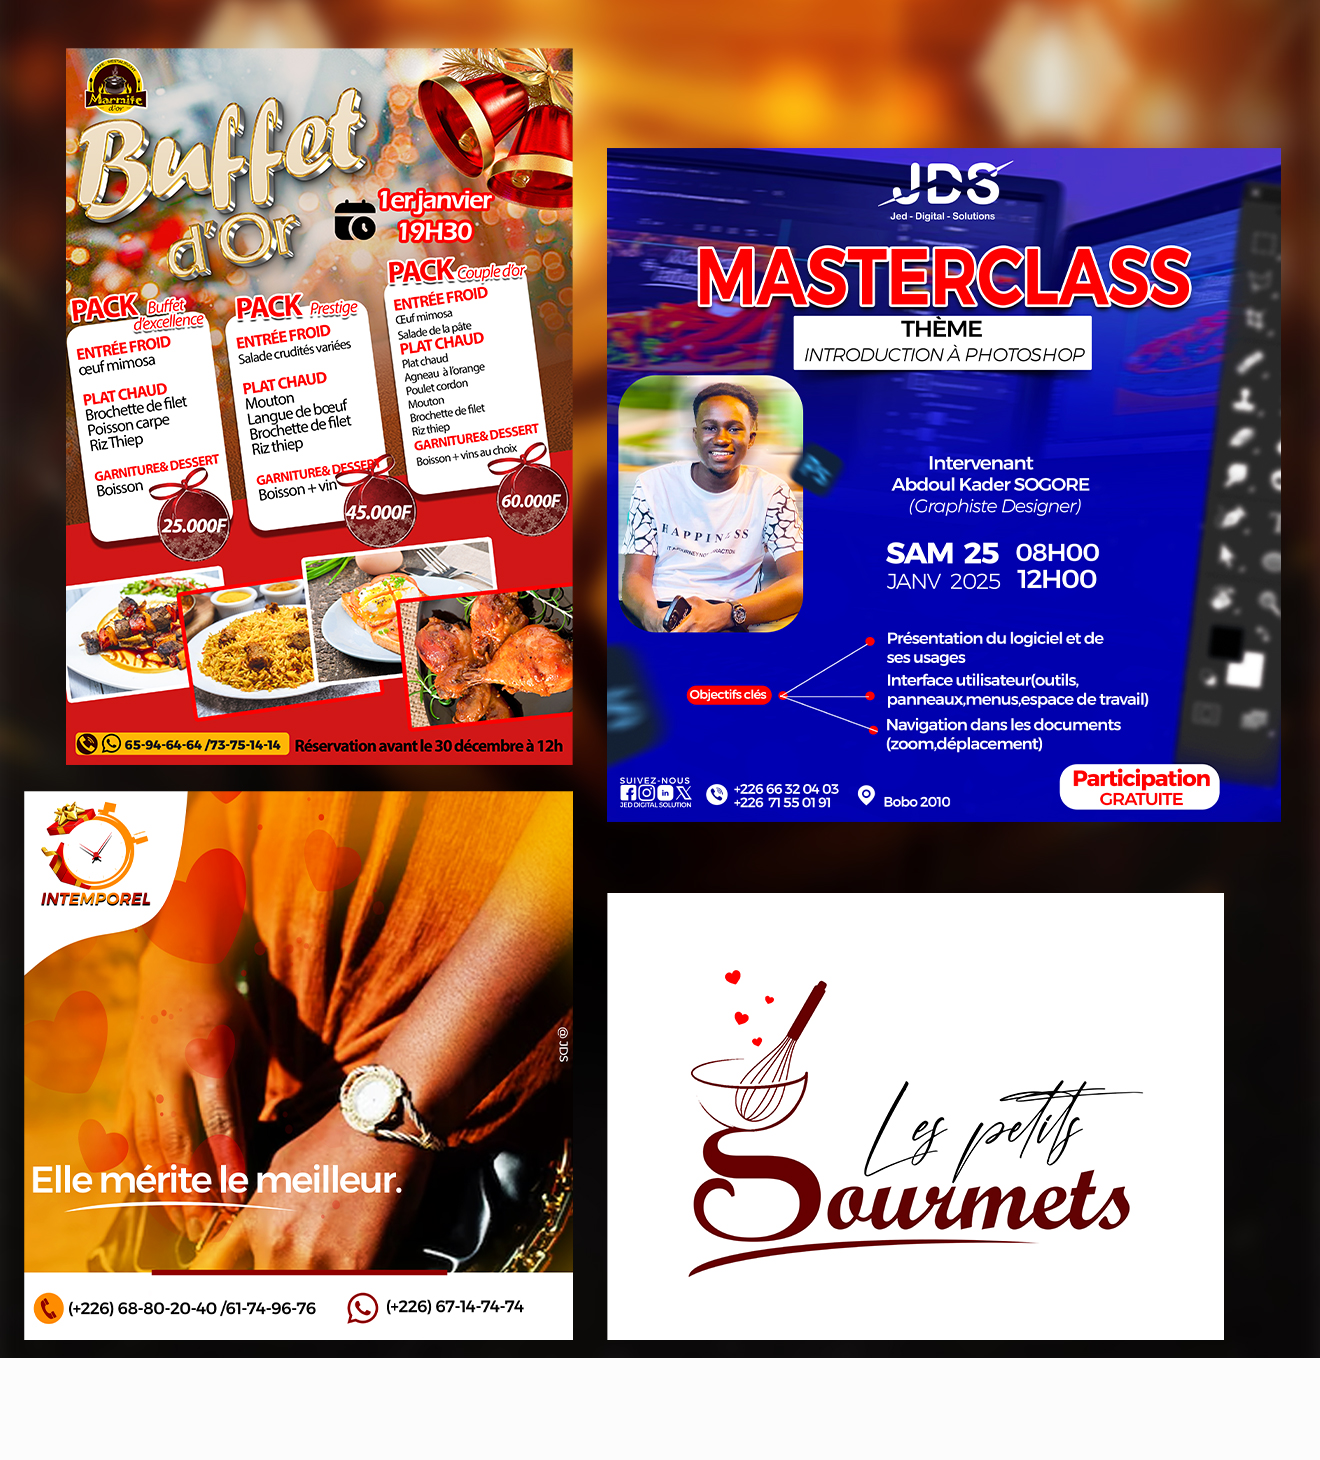 CAFÉ RESTAURANT
Marmite
d'or
Buffet
d'Or
1er janvier
19H30
PACK Buffet
d'excellence
ENTRÉE FROID
œuf mimosa
PLAT CHAUD
Brochette de filet
Poisson carpe
Riz Thiep
GARNITURE& DESSERT
Boisson
25.000F
PACK Prestige
ENTRÉE FROID
Salade crudités variées
PLAT CHAUD
Mouton
Langue de bœuf
Brochette de filet
Riz thiep
GARNITURE& DESSERT
Boisson + vin
45.000F
PACK Couple d'or
ENTRÉE FROID
Œuf mimosa
Salade de la pâte
PLAT CHAUD
Plat chaud
Agneau à l'orange
Poulet cordon
Mouton
Brochette de filet
Riz thiep
GARNITURE& DESSERT
Boisson + vins au choix
60.000F
65-94-64-64 /73-75-14-14
Réservation avant le 30 décembre à 12h
JDS
Jed - Digital - Solutions
MASTERCLASS
THÈME
INTRODUCTION À PHOTOSHOP
HAPPINESS
Intervenant
Abdoul Kader SOGORE
(Graphiste Designer)
SAM 25 08H00
JANV 2025 12H00
Objectifs clés
Présentation du logiciel et de
ses usages
Interface utilisateur(outils,
panneaux,menus,espace de travail)
Navigation dans les documents
(zoom,déplacement)
SUIVEZ-NOUS
JED DIGITAL SOLUTION
+226 66 32 04 03
+226 71 55 01 91
Bobo 2010
Participation
GRATUITE
INTEMPOREL
@ JDS
Elle mérite le meilleur.
(+226) 68-80-20-40 /61-74-96-76
(+226) 67-14-74-74
Les petits
Gourmets